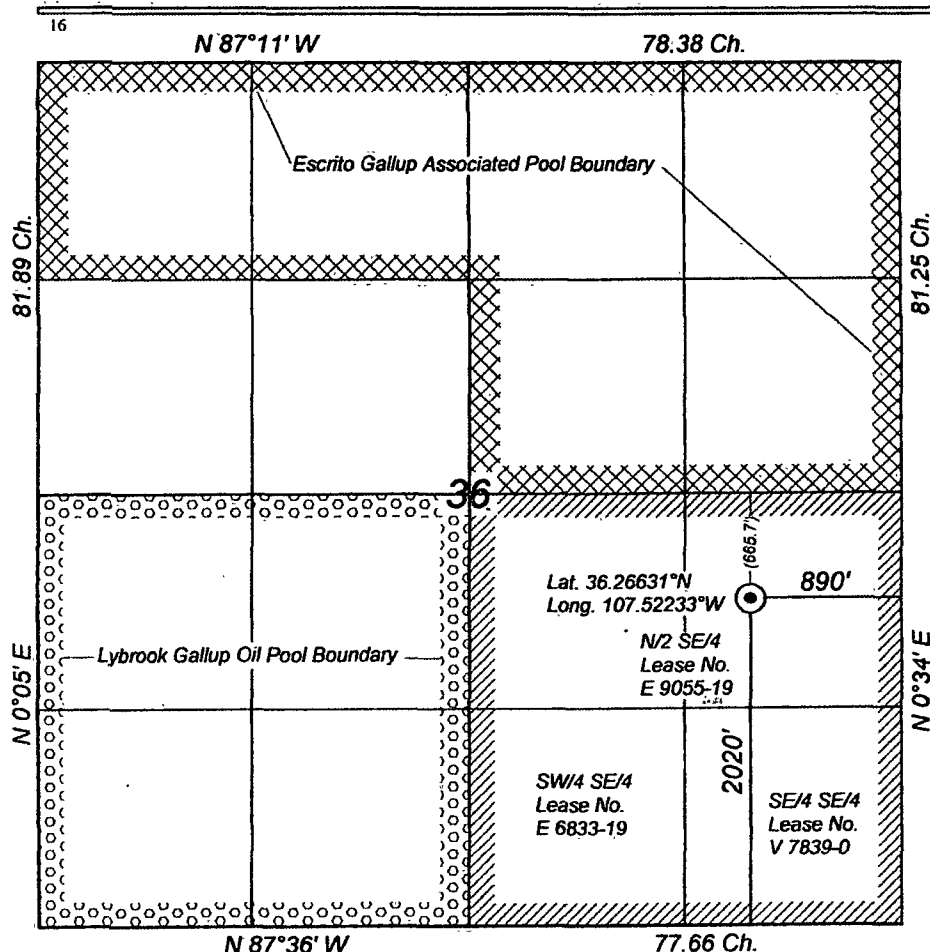 16
N 87°11' W
78.38 Ch.
Escrito Gallup Associated Pool Boundary
81.89 Ch.
81.25 Ch.
36
(665.7')
Lat. 36.26631°N
Long. 107.52233°W
890'
N/2 SE/4
Lease No.
E 9055-19
Lybrook Gallup Oil Pool Boundary
N 0°05' E
N 0°34' E
2020'
SW/4 SE/4
Lease No.
E 6833-19
SE/4 SE/4
Lease No.
V 7839-0
N 87°36' W
77.66 Ch.